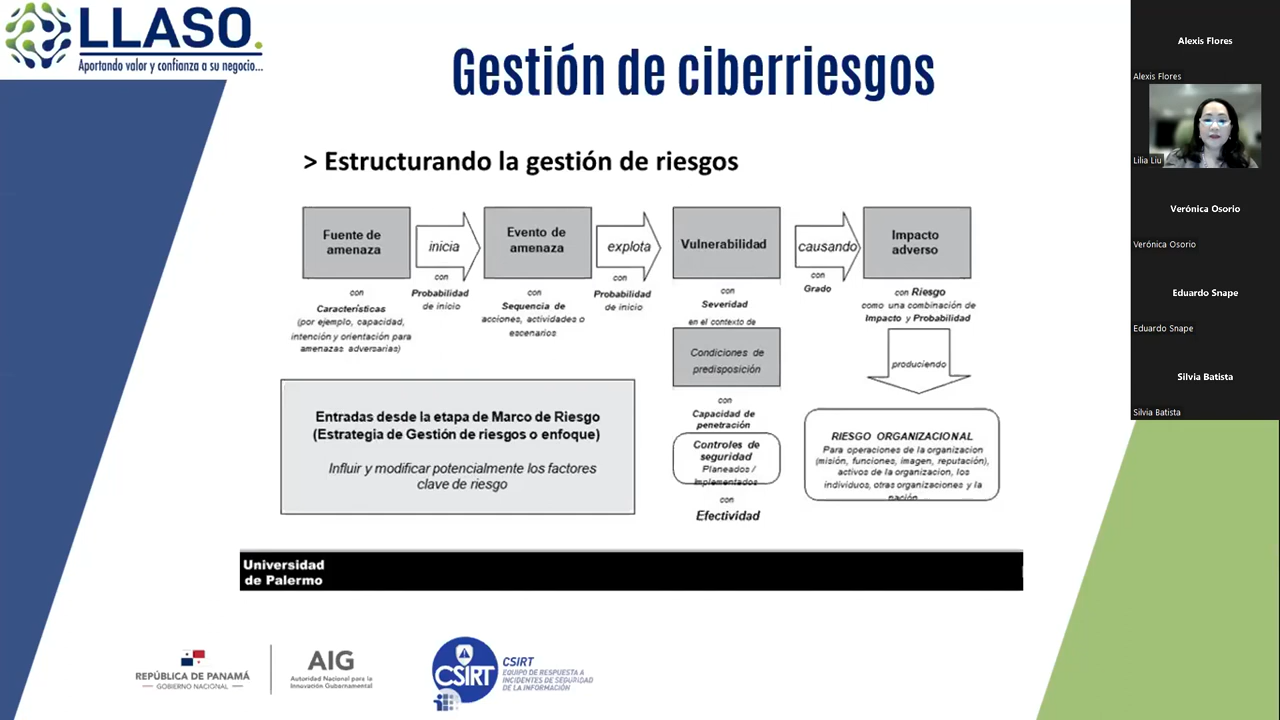 LLASO.
Aportando valor y confianza a su negocio...
Gestión de ciberriesgos
> Estructurando la gestión de riesgos
Fuente de
amenaza
inicia
Evento de
amenaza
explota
Vulnerabilidad
causando
Impacto
adverso
con
Características
(por ejemplo, capacidad,
intención y orientación para
amenazas adversarias)
con
Probabilidad
de inicio
con
Sequencia de
acciones, actividades o
escenarios
con
Probabilidad
de inicio
con
Severidad
en el contexto de
Condiciones de
predisposición
con
Capacidad de
penetración
Controles de
seguridad
Planeados /
Implementados
con
Efectividad
con
Grado
con Riesgo
como una combinación de
Impacto y Probabilidad
produciendo
RIESGO ORGANIZACIONAL
Para operaciones de la organizacion
(misión, funciones, imagen, reputación),
activos de la organizacion, los
individuos, otras organizaciones y la
nación
Entradas desde la etapa de Marco de Riesgo
(Estrategia de Gestión de riesgos o enfoque)
Influir y modificar potencialmente los factores
clave de riesgo
Universidad
de Palermo
REPÚBLICA DE PANAMÁ
GOBIERNO NACIONAL
AIG
Autoridad Nacional para la
Innovación Gubernamental
CSIRT
CSIRT
EQUIPO DE RESPUESTA A
INCIDENTES DE SEGURIDAD
DE LA INFORMACIÓN
Alexis Flores
Alexis Flores
Lilia Liu
Verónica Osorio
Verónica Osorio
Eduardo Snape
Eduardo Snape
Silvia Batista
Silvia Batista